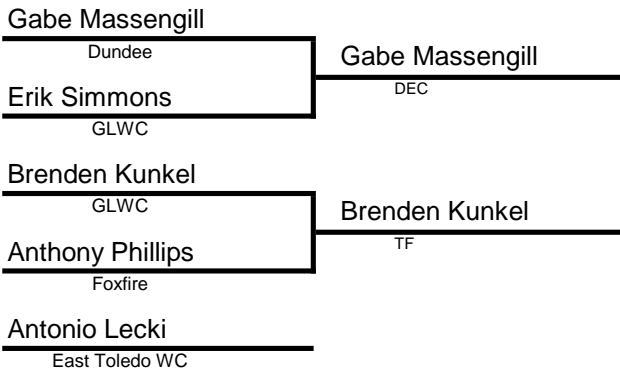 Gabe Massengill
Dundee
Gabe Massengill
DEC
Erik Simmons
GLWC
Brenden Kunkel
GLWC
Brenden Kunkel
TF
Anthony Phillips
Foxfire
Antonio Lecki
East Toledo WC